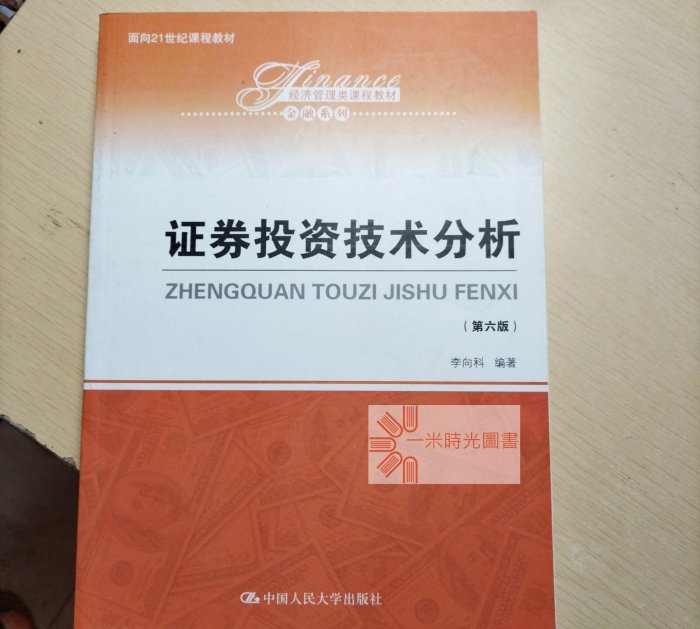 面向21世纪课程教材
Finance
经济管理类课程教材
金融系列
证券投资技术分析
ZHENGQUAN TOUZI JISHU FENXI
（第六版）
李向科 编著
一米時光圖書
中国人民大学出版社